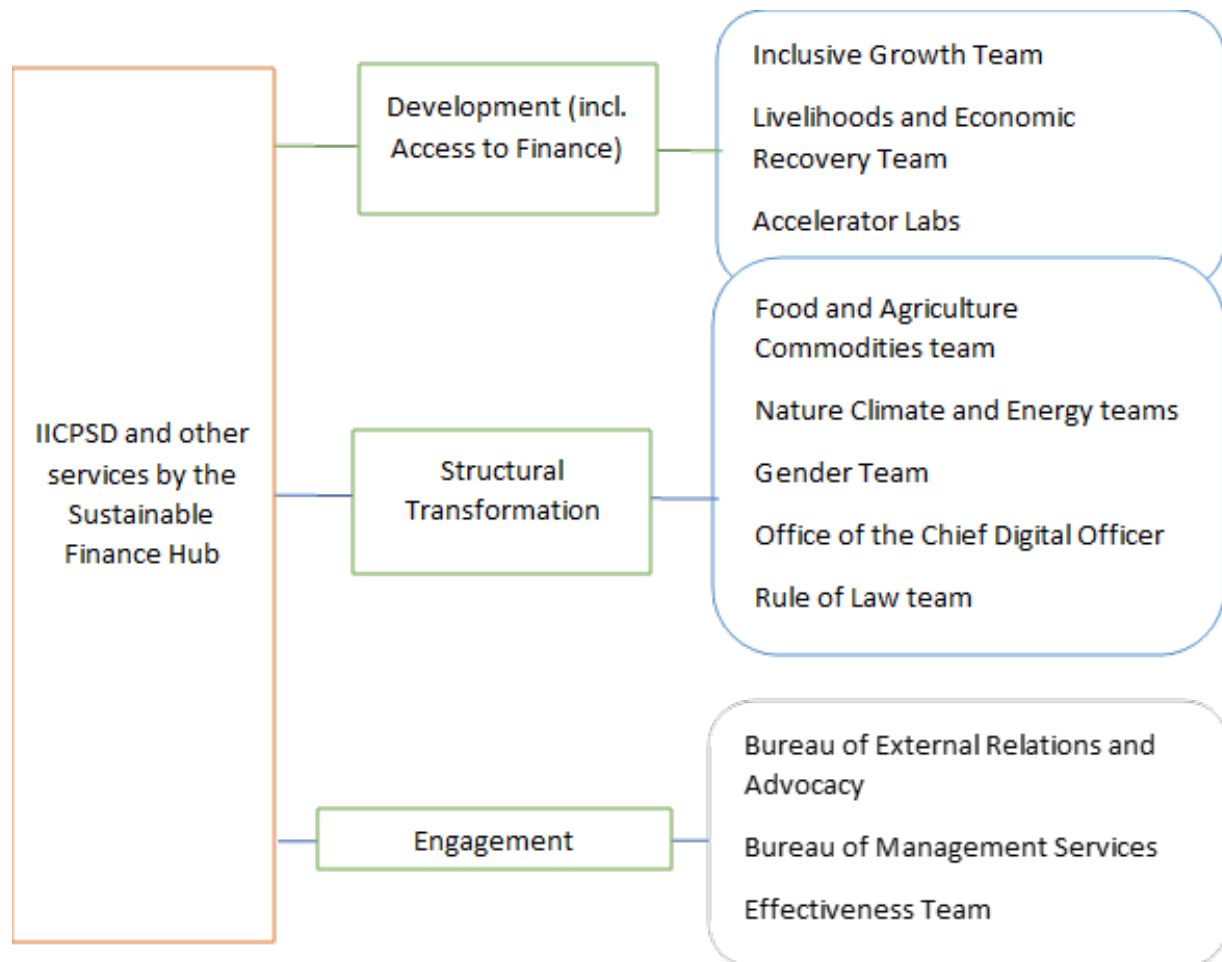 IICPSD and other
services by the
Sustainable
Finance Hub
Development (incl.
Access to Finance)
Inclusive Growth Team
Livelihoods and Economic
Recovery Team
Accelerator Labs
Structural
Transformation
Food and Agriculture
Commodities team
Nature Climate and Energy teams
Gender Team
Office of the Chief Digital Officer
Rule of Law team
Engagement
Bureau of External Relations and
Advocacy
Bureau of Management Services
Effectiveness Team